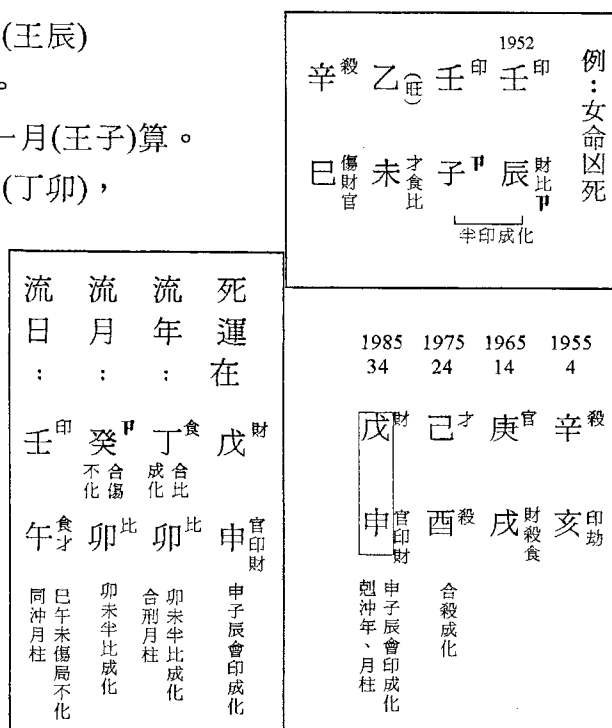 (王辰)
。
一月(王子)算。
(丁卯)，
例：女命凶死
1952
辛殺 乙(旺) 壬印 壬印
巳傷財官 未才食比 子卩 辰財比卩
半印成化
1985 1975 1965 1955
34 24 14 4
戊財 己才 庚官 辛殺
申官印財 酉殺 戌財殺食 亥印劫
合殺成化
申子辰會印成化
剋沖年、月柱
死運在
戊財
申官印財
申子辰會印成化
流年：
丁食
合比成化
卯比
卯未半比成化
合刑月柱
流月：
癸卩
合傷不化
卯比
卯未半比成化
流日：
壬印
午食才
巳午未傷局不化
同沖月柱